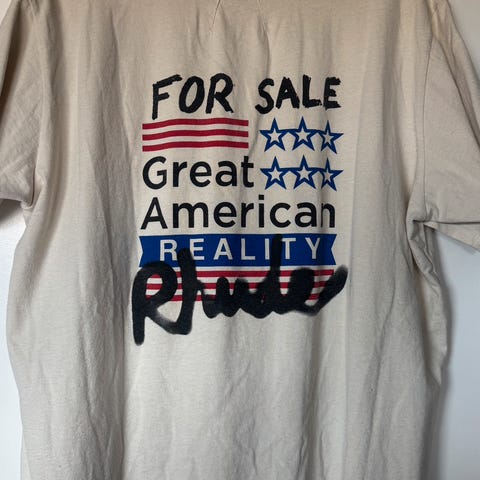 FOR SALE
Great
American
REALITY
Rhude